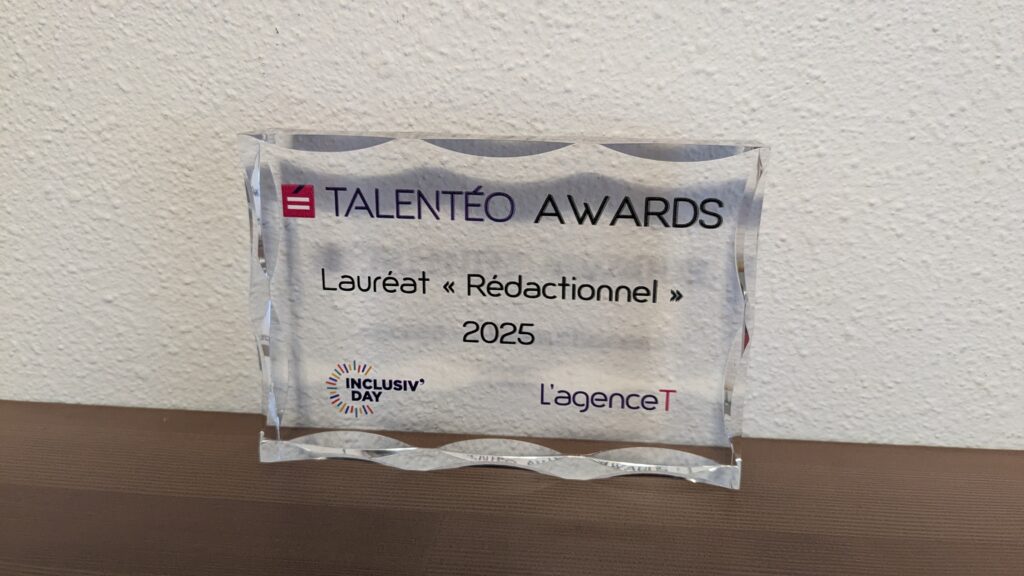 TALENTÉO AWARDS
Lauréat « Rédactionnel »
2025
INCLUSIV'
DAY
L'agenceT